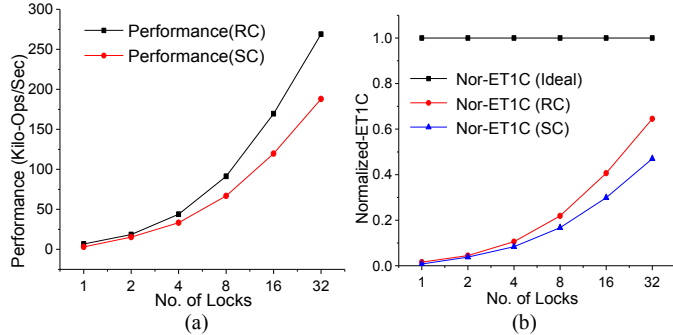 300
250
200
150
100
50
0
Performance (Kilo-Ops/Sec)
Performance(RC)
Performance(SC)
1 2 4 8 16 32
No. of Locks
(a)
1.0
0.8
0.6
0.4
0.2
0.0
Normalized-ET1C
Nor-ET1C (Ideal)
Nor-ET1C (RC)
Nor-ET1C (SC)
1 2 4 8 16 32
No. of Locks
(b)